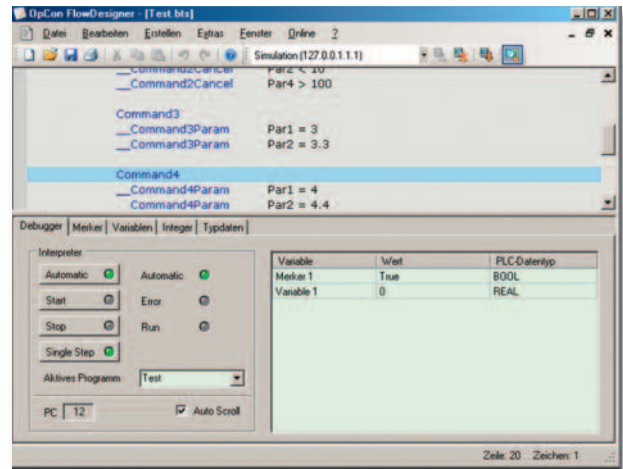 OpCon FlowDesigner - [Test.bts]
Datei Bearbeiten Erstellen Extras Fenster Online ?
Simulation (127.0.0.1.1.1)
__Command2Cancel Par2 < 10
__Command2Cancel Par4 > 100
Command3
__Command3Param Par1 = 3
__Command3Param Par2 = 3.3
Command4
__Command4Param Par1 = 4
__Command4Param Par2 = 4.4
Debugger Merker Variablen Integer Typdaten
Interpreter
Automatic Automatic
Start Error
Stop Run
Single Step
Aktives Programm Test
PC 12 Auto Scroll
Variable Wert PLC-Datentyp
Merker 1 True BOOL
Variable 1 0 REAL
Zeile: 20 Zeichen: 1